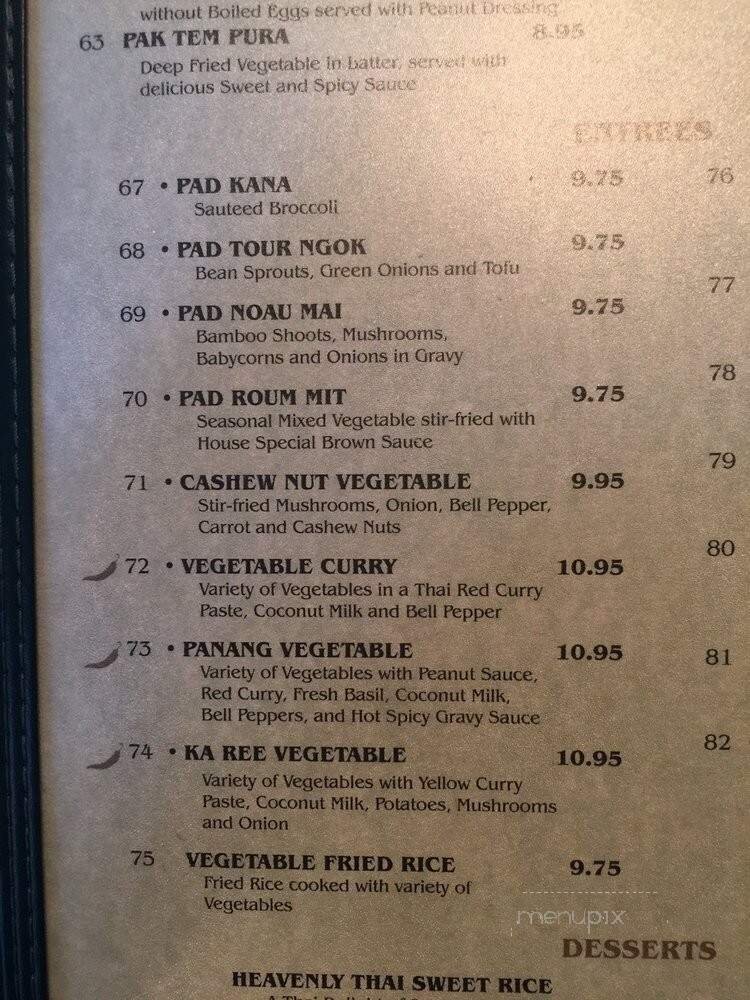 without Boiled Eggs served with Peanut Dressing
63 PAK TEM PURA 8.95
Deep Fried Vegetable in batter, served with
delicious Sweet and Spicy Sauce
ENTREES
67 • PAD KANA 9.75 76
Sauteed Broccoli
68 • PAD TOUR NGOK 9.75
Bean Sprouts, Green Onions and Tofu
77
69 • PAD NOAU MAI 9.75
Bamboo Shoots, Mushrooms,
Babycorns and Onions in Gravy
78
70 • PAD ROUM MIT 9.75
Seasonal Mixed Vegetable stir-fried with
House Special Brown Sauce
79
71 • CASHEW NUT VEGETABLE 9.95
Stir-fried Mushrooms, Onion, Bell Pepper,
Carrot and Cashew Nuts
80
72 • VEGETABLE CURRY 10.95
Variety of Vegetables in a Thai Red Curry
Paste, Coconut Milk and Bell Pepper
73 • PANANG VEGETABLE 10.95 81
Variety of Vegetables with Peanut Sauce,
Red Curry, Fresh Basil, Coconut Milk,
Bell Peppers, and Hot Spicy Gravy Sauce
82
74 • KA REE VEGETABLE 10.95
Variety of Vegetables with Yellow Curry
Paste, Coconut Milk, Potatoes, Mushrooms
and Onion
75 VEGETABLE FRIED RICE 9.75
Fried Rice cooked with variety of
Vegetables
menupix
DESSERTS
HEAVENLY THAI SWEET RICE